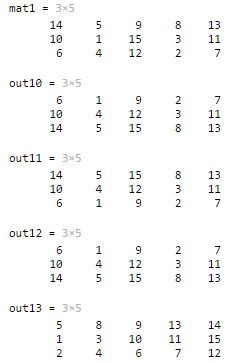 mat1 = 3×5
14 5 9 8 13
10 1 15 3 11
6 4 12 2 7
out10 = 3×5
6 1 9 2 7
10 4 12 3 11
14 5 15 8 13
out11 = 3×5
14 5 15 8 13
10 4 12 3 11
6 1 9 2 7
out12 = 3×5
6 1 9 2 7
10 4 12 3 11
14 5 15 8 13
out13 = 3×5
5 8 9 13 14
1 3 10 11 15
2 4 6 7 12